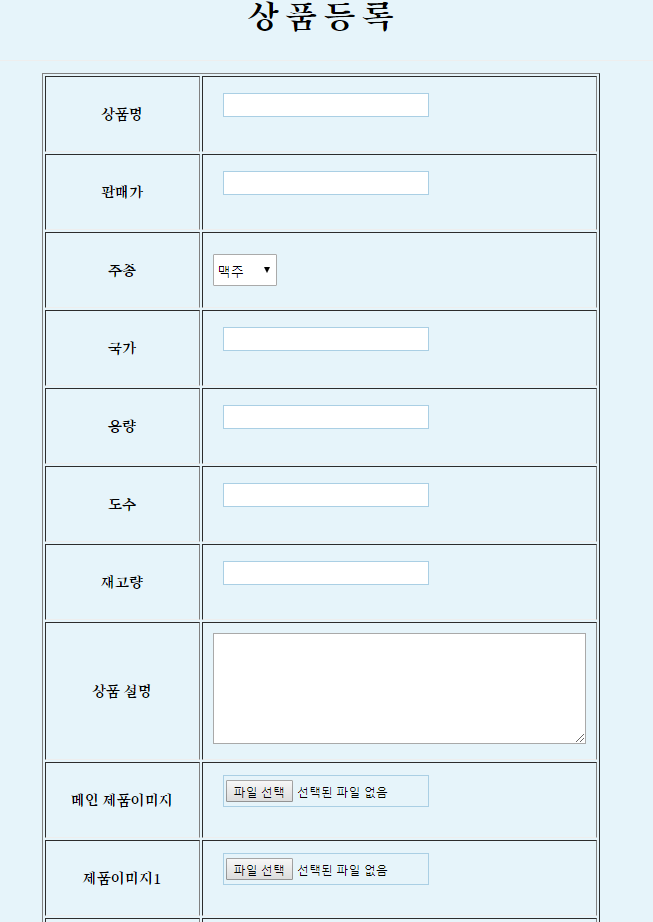 상품등록
상품명
판매가
주종
맥주
국가
용량
도수
재고량
상품 설명
메인 제품이미지
파일 선택 선택된 파일 없음
제품이미지1
파일 선택 선택된 파일 없음